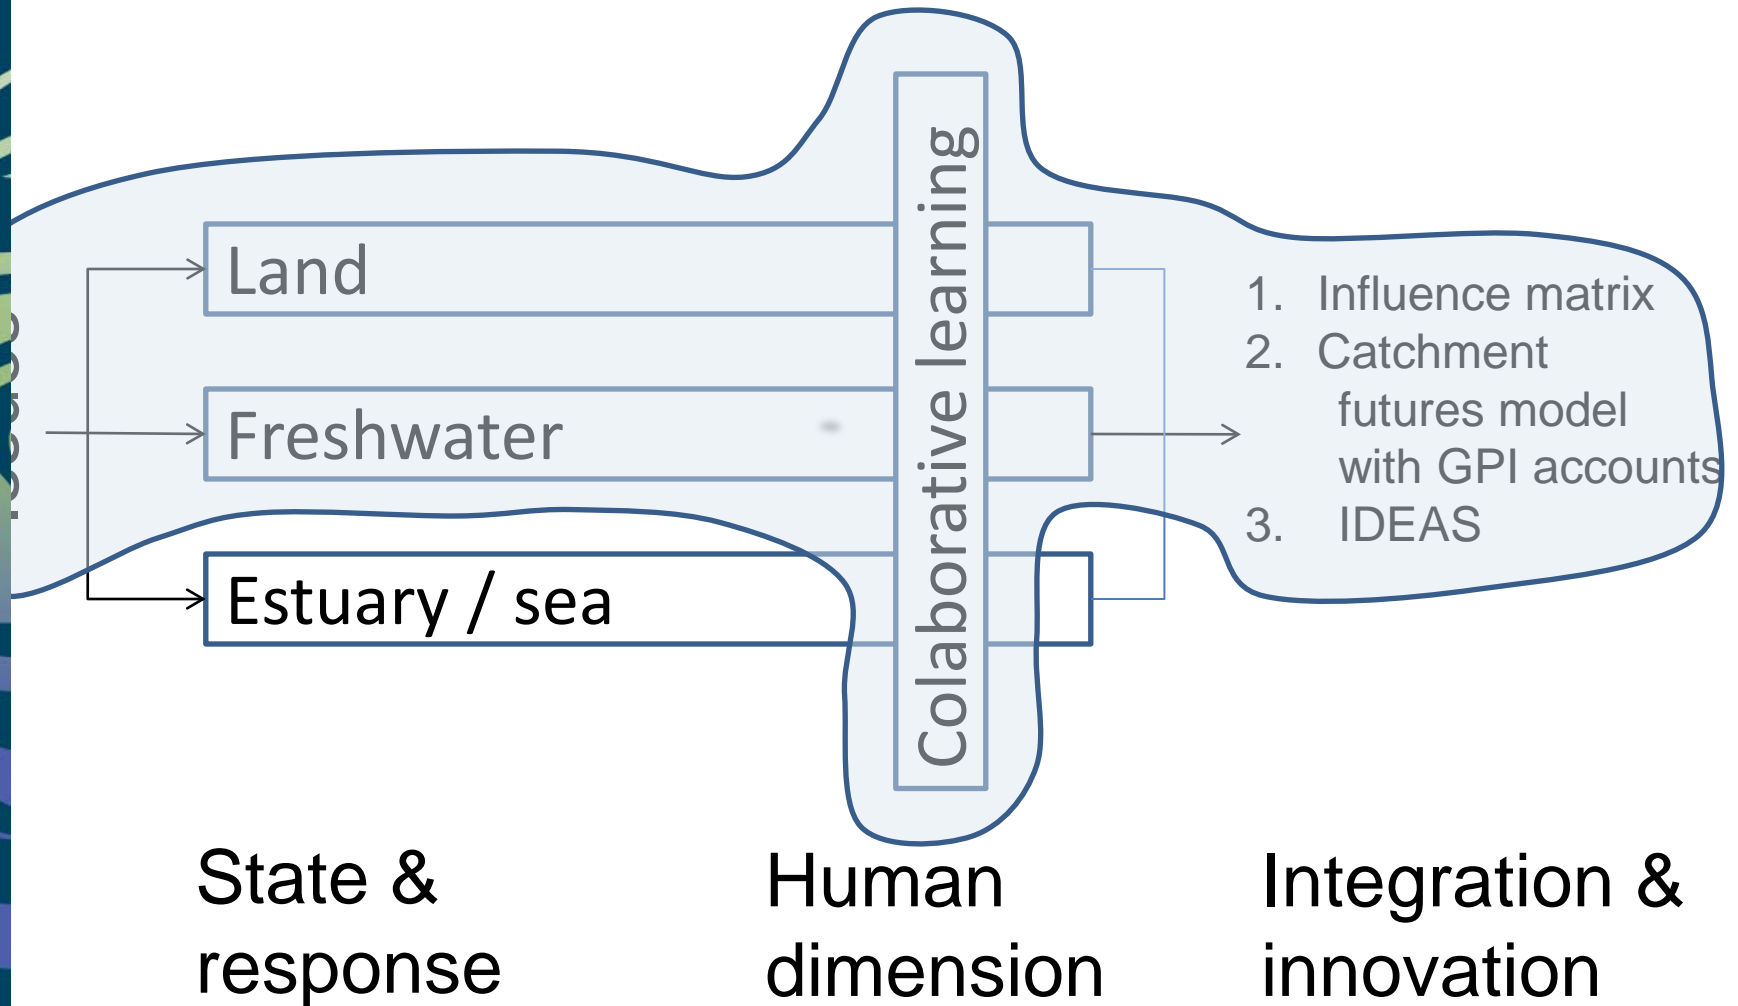 Land
Freshwater
Estuary / sea
Colaborative learning
1. Influence matrix
2. Catchment
futures model
with GPI accounts
3. IDEAS
State &
response
Human
dimension
Integration &
innovation